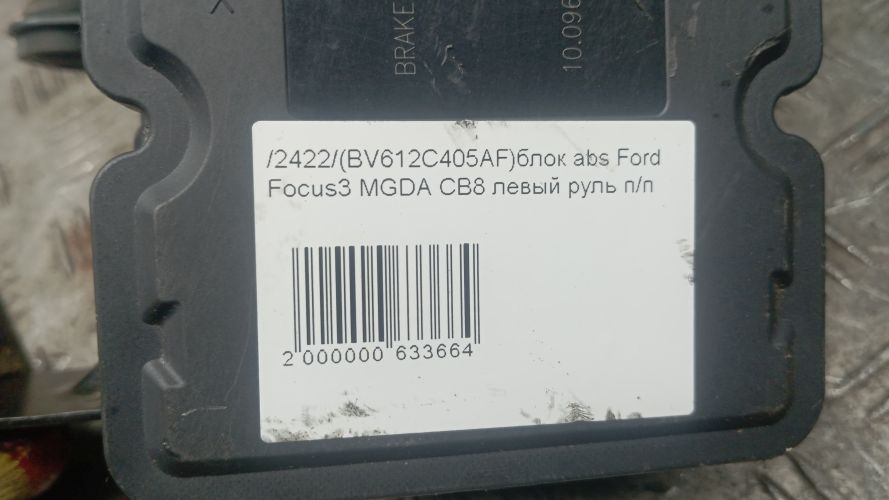 BRAKE
10.096
/2422/(BV612C405AF)блок abs Ford
Focus3 MGDA CB8 левый руль п/п
2 000000 633664